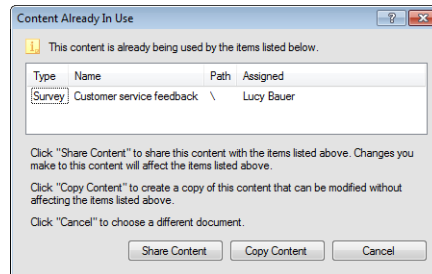 Content Already In Use
This content is already being used by the items listed below.
Type Name Path Assigned
Survey Customer service feedback \ Lucy Bauer
Click "Share Content" to share this content with the items listed above. Changes you
make to this content will affect the items listed above.
Click "Copy Content" to create a copy of this content that can be modified without
affecting the items listed above.
Click "Cancel" to choose a different document.
Share Content Copy Content Cancel